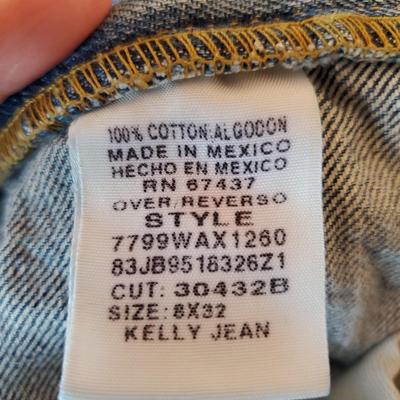 100% COTTON:ALGODON
MADE IN MEXICO
HECHO EN MEXICO
RN 67437
OVER/REVERSO
STYLE
7799WAX1260
83JB9518326Z1
CUT: 30432B
SIZE: 8X32
KELLY JEAN